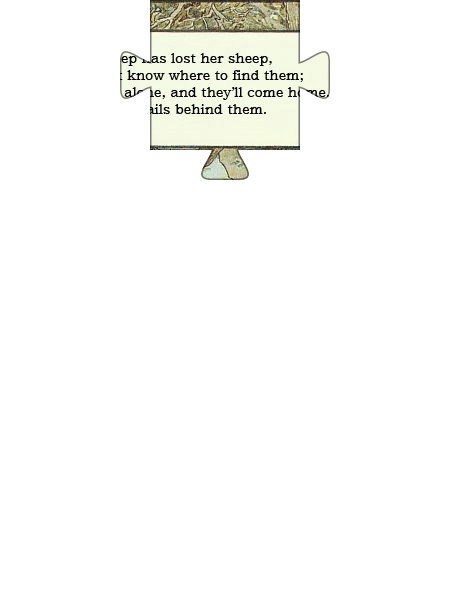 ep has lost her sheep,
t know where to find them;
alone, and they'll come home,
ails behind them.